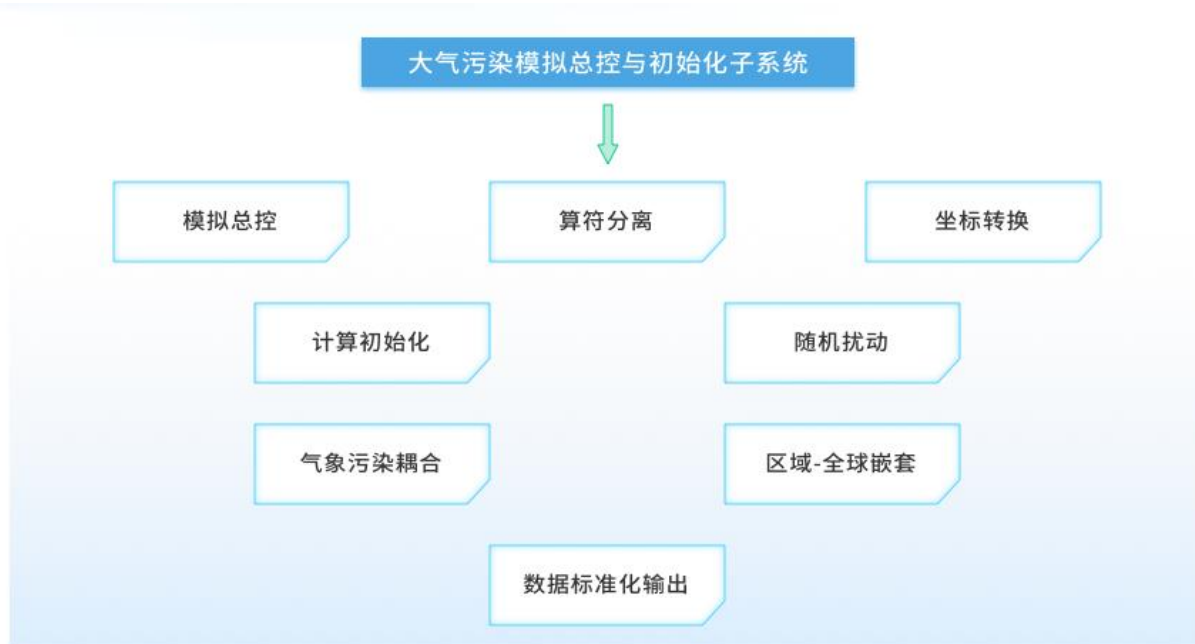 大气污染模拟总控与初始化子系统
模拟总控
算符分离
坐标转换
计算初始化
随机扰动
气象污染耦合
区域-全球嵌套
数据标准化输出